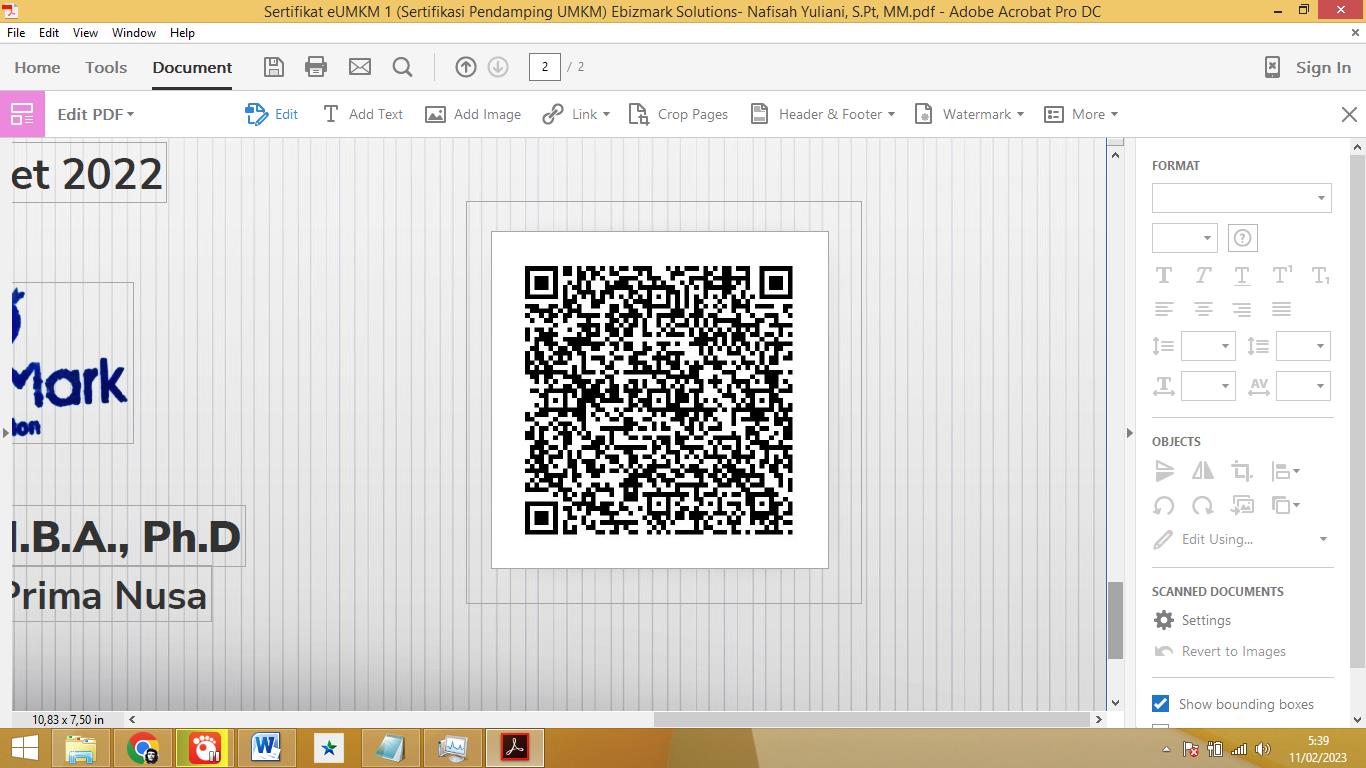 Sertifikat eUMKM 1 (Sertifikasi Pendamping UMKM) Ebizmark Solutions- Nafisah Yuliani, S.Pt, MM.pdf - Adobe Acrobat Pro DC
File Edit View Window Help
Home Tools Document 2 / 2 Sign In
Edit PDF Edit Add Text Add Image Link Crop Pages Header & Footer Watermark More
et 2022
Mark
ion
I.B.A., Ph.D
Prima Nusa
FORMAT
OBJECTS
Edit Using...
SCANNED DOCUMENTS
Settings
Revert to Images
Show bounding boxes
10,83 x 7,50 in
5:39
11/02/2023